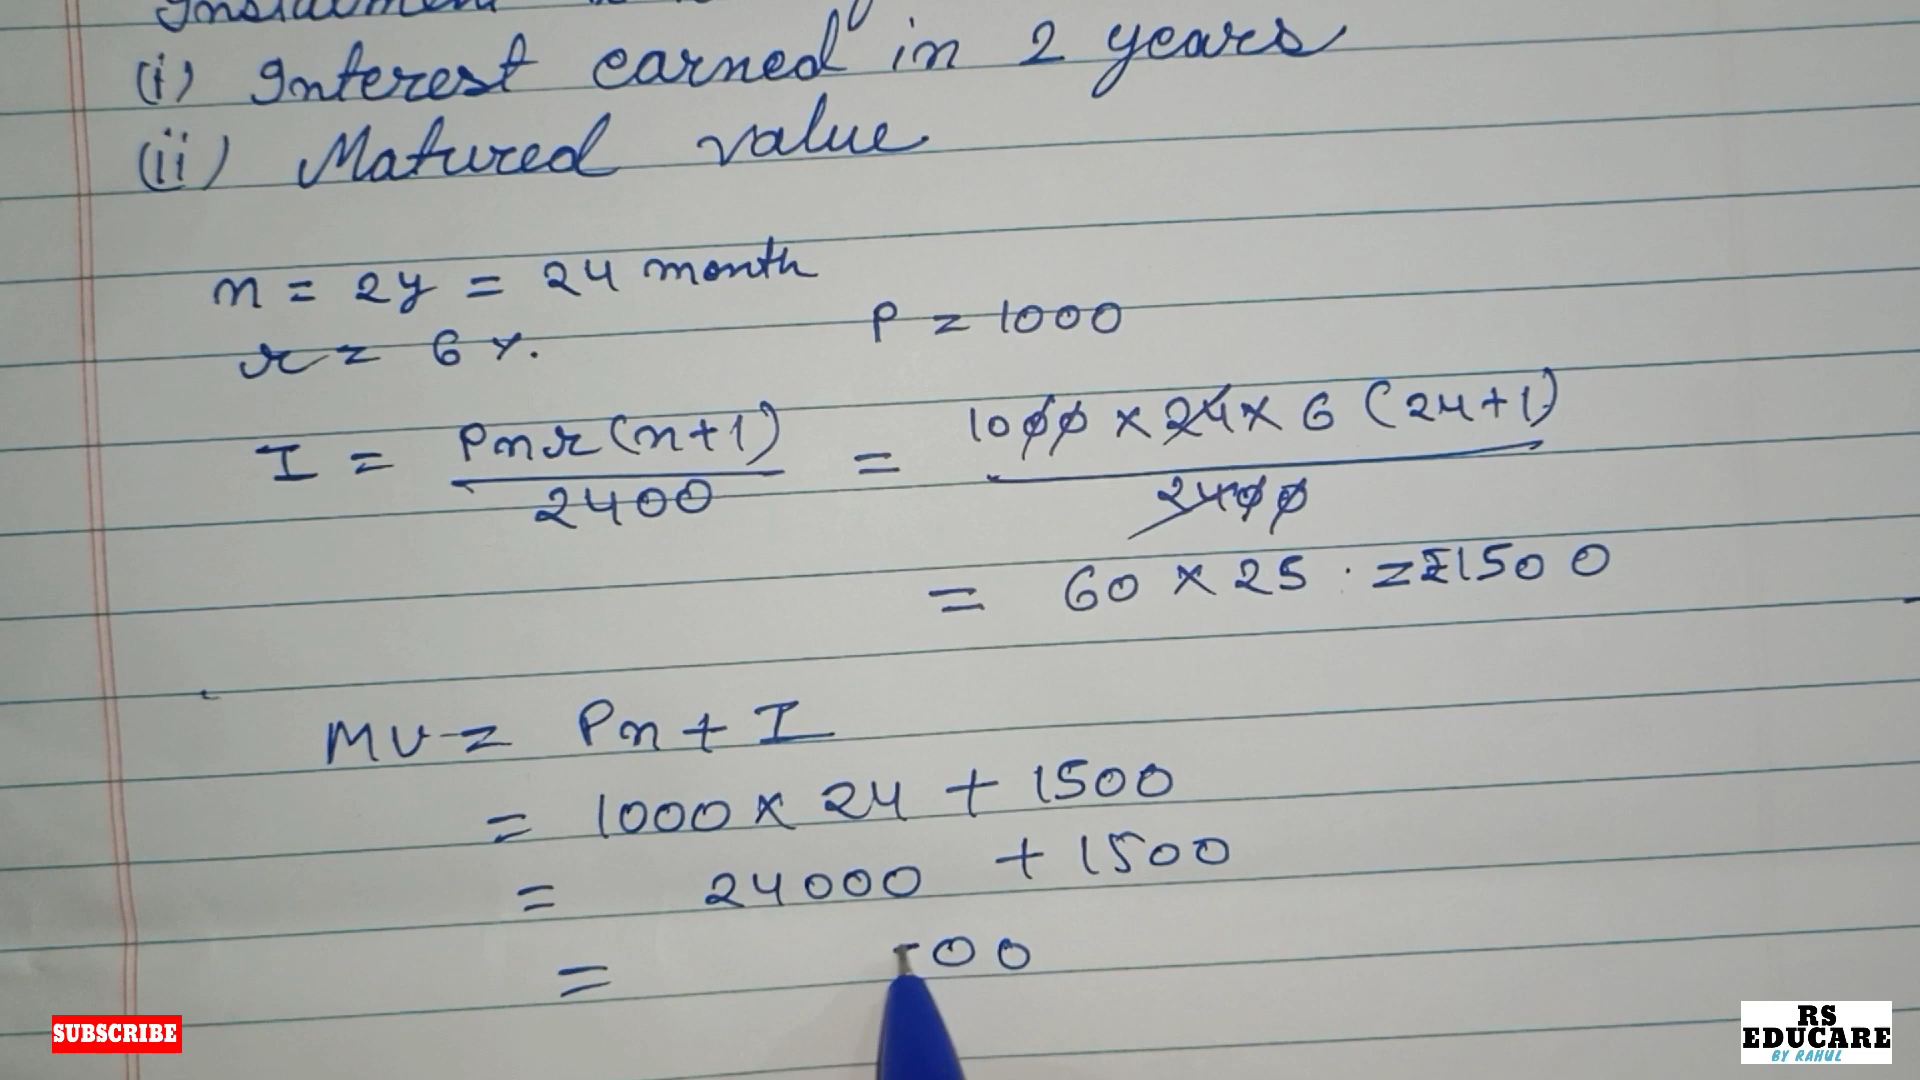 (i) Interest earned in 2 years
(ii) Matured value
n = 2y = 24 month
r = 6 %. P = 1000
I = Pnr(n+1) / 2400 = 1000 × 24 × 6 (24+1) / 2400
= 60 × 25 = ₹1500
MV = Pn + I
= 1000 × 24 + 1500
= 24000 + 1500
= 00
SUBSCRIBE
RS
EDUCARE
BY RAHUL